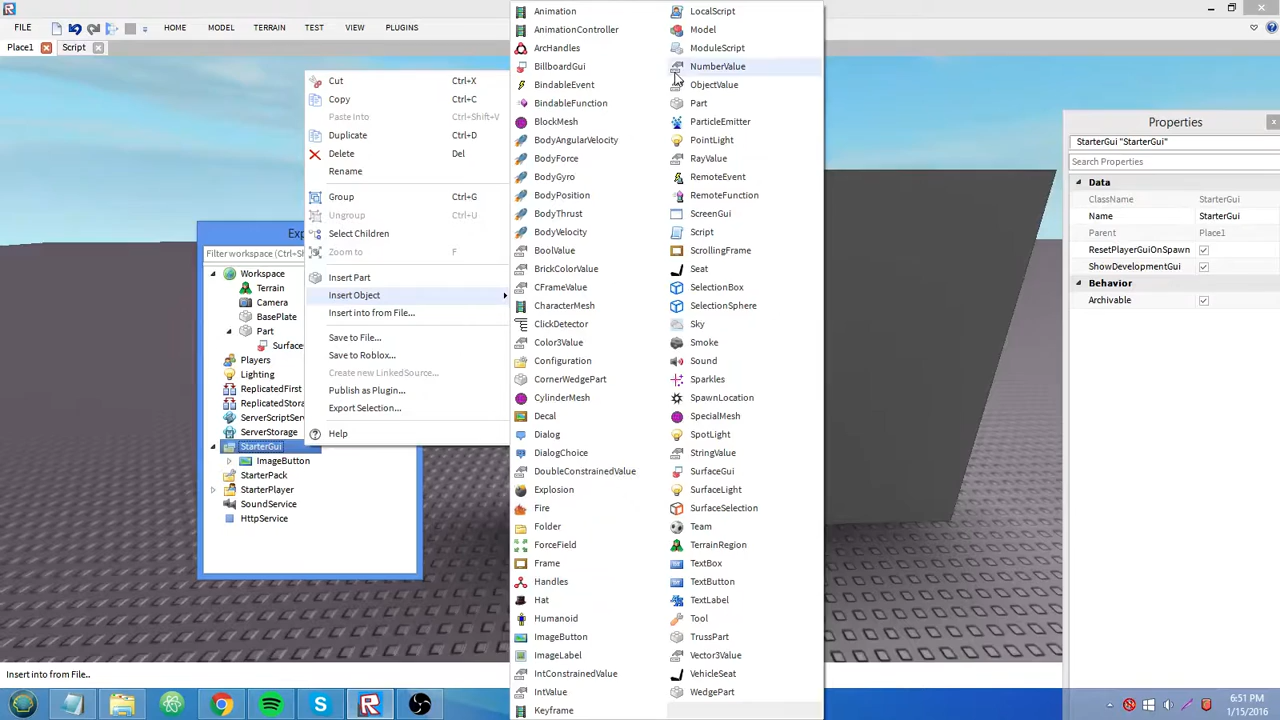 FILE
HOME
MODEL
TERRAIN
TEST
VIEW
PLUGINS
Place1
Script
Cut Ctrl+X
Copy Ctrl+C
Paste Into Ctrl+Shift+V
Duplicate Ctrl+D
Delete Del
Rename
Group Ctrl+G
Ungroup Ctrl+U
Select Children
Zoom to F
Insert Part
Insert Object
Insert into from File...
Save to File...
Save to Roblox...
Create new LinkedSource...
Publish as Plugin...
Export Selection...
Help
Filter workspace (Ctrl+
Workspace
Terrain
Camera
BasePlate
Part
Surface
Players
Lighting
ReplicatedFirst
ReplicatedStora
ServerScriptServ
ServerStorage
StarterGui
ImageButton
StarterPack
StarterPlayer
SoundService
HttpService
Animation
AnimationController
ArcHandles
BillboardGui
BindableEvent
BindableFunction
BlockMesh
BodyAngularVelocity
BodyForce
BodyGyro
BodyPosition
BodyThrust
BodyVelocity
BoolValue
BrickColorValue
CFrameValue
CharacterMesh
ClickDetector
Color3Value
Configuration
CornerWedgePart
CylinderMesh
Decal
Dialog
DialogChoice
DoubleConstrainedValue
Explosion
Fire
Folder
ForceField
Frame
Handles
Hat
Humanoid
ImageButton
ImageLabel
IntConstrainedValue
IntValue
Keyframe
LocalScript
Model
ModuleScript
NumberValue
ObjectValue
Part
ParticleEmitter
PointLight
RayValue
RemoteEvent
RemoteFunction
ScreenGui
Script
ScrollingFrame
Seat
SelectionBox
SelectionSphere
Sky
Smoke
Sound
Sparkles
SpawnLocation
SpecialMesh
SpotLight
StringValue
SurfaceGui
SurfaceLight
SurfaceSelection
Team
TerrainRegion
TextBox
TextButton
TextLabel
Tool
TrussPart
Vector3Value
VehicleSeat
WedgePart
Properties
StarterGui "StarterGui"
Search Properties
Data
ClassName StarterGui
Name StarterGui
Parent Place1
ResetPlayerGuiOnSpawn
ShowDevelopmentGui
Behavior
Archivable
Insert into from File..
6:51 PM
/15/2016